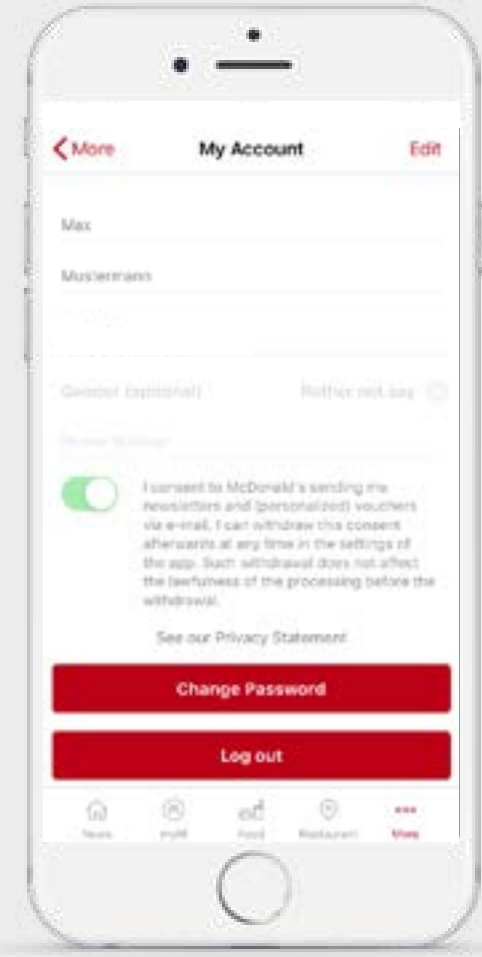 More My Account Edit
Max
Mustermann
Gender (optional) Rather not say
Phone Number
I consent to McDonald's sending me
newsletters and (personalized) vouchers
via e-mail. I can withdraw this consent
afterwards at any time in the settings of
the app. Such withdrawal does not affect
the lawfulness of the processing before the
withdrawal.
See our Privacy Statement
Change Password
Log out
News myM Food Restaurant More